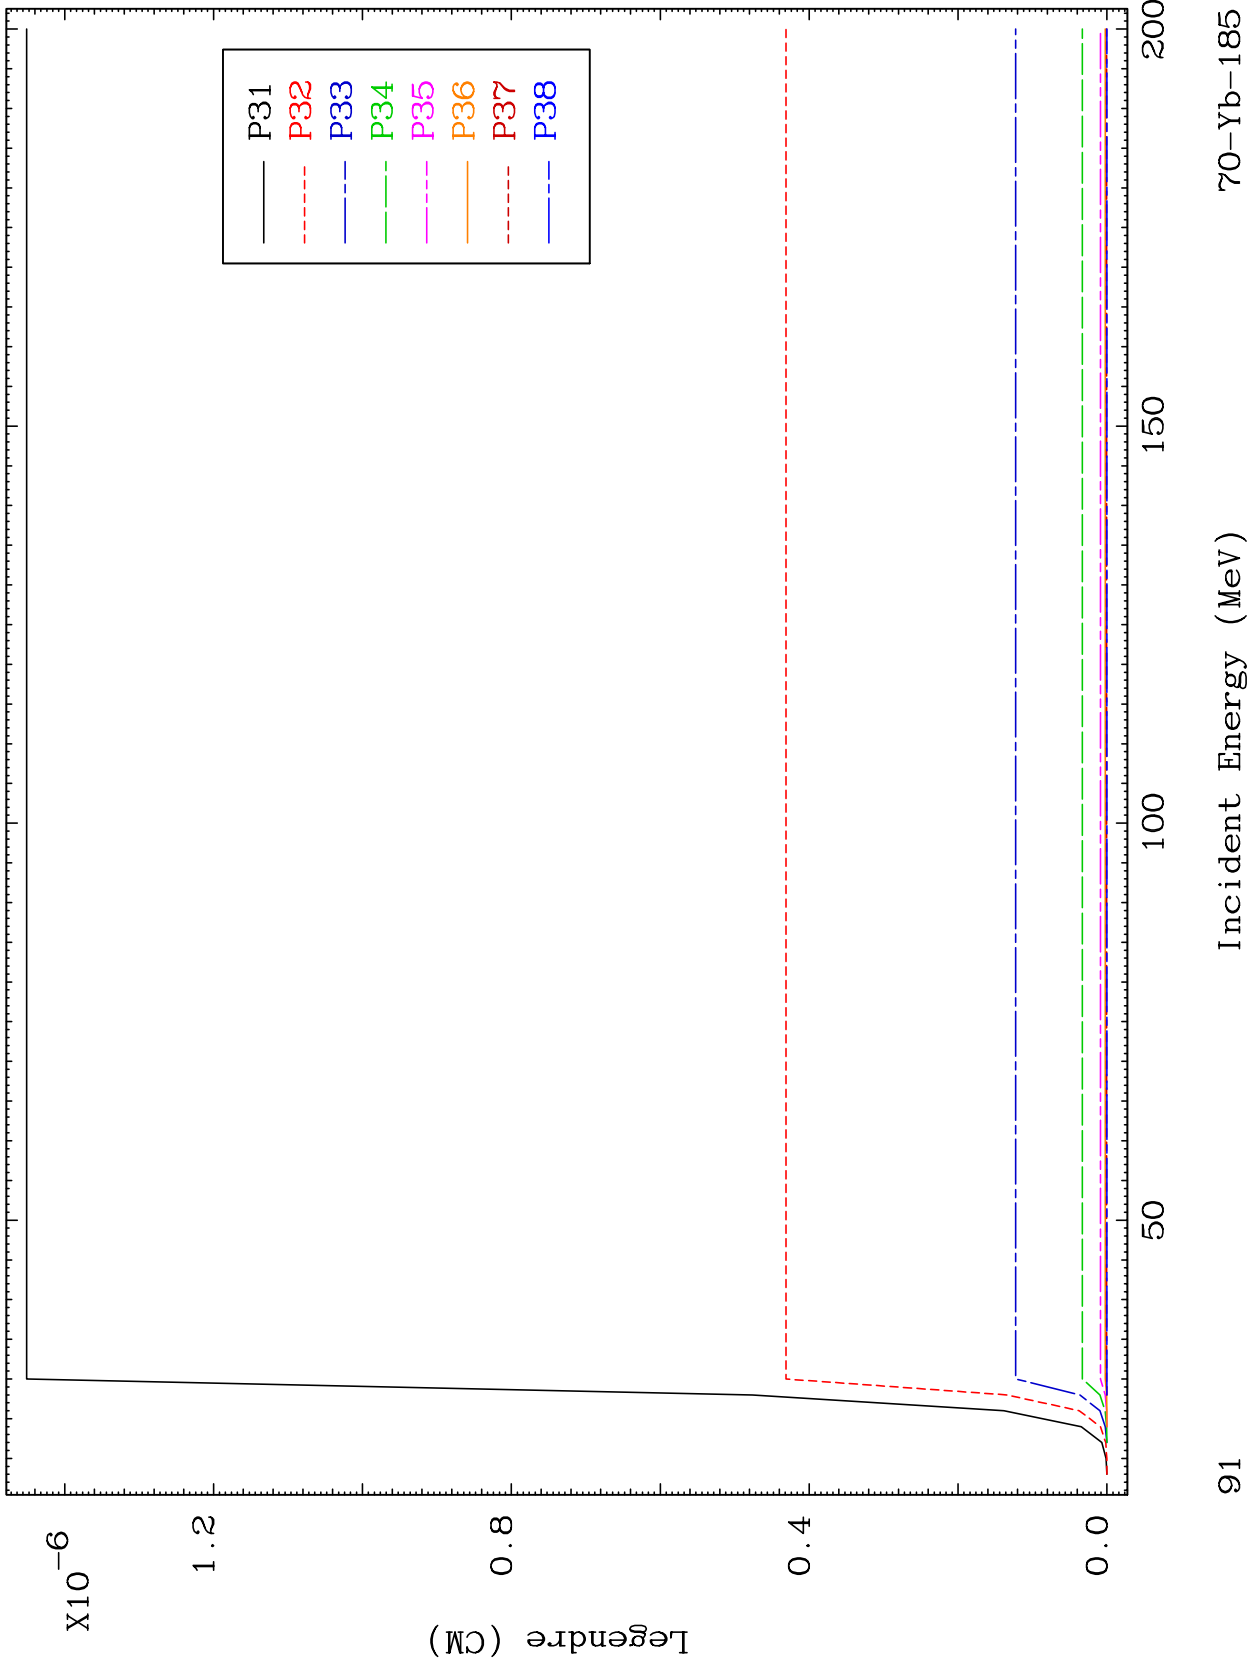 X10-6
1.2
0.8
0.4
0.0
Legendre (CM)
50
100
150
200
Incident Energy (MeV)
P31
P32
P33
P34
P35
P36
P37
P38
91
70-Yb-185